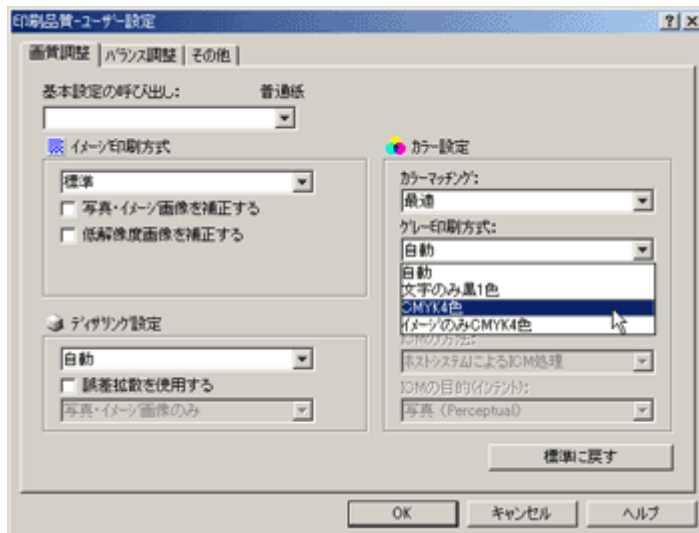 印刷品質-ユーザー設定
画質調整 バランス調整 その他
基本設定の呼び出し: 普通紙
イメージ印刷方式
標準
写真・イメージ画像を補正する
低解像度画像を補正する
ディザリング設定
自動
誤差拡散を使用する
写真・イメージ画像のみ
カラー設定
カラーマッチング:
最適
グレー印刷方式:
自動
自動
文字のみ黒1色
CMYK4色
イメージのみCMYK4色
ICMの方法:
ホストシステムによるICM処理
ICMの目的(インテント):
写真 (Perceptual)
標準に戻す
OK キャンセル ヘルプ